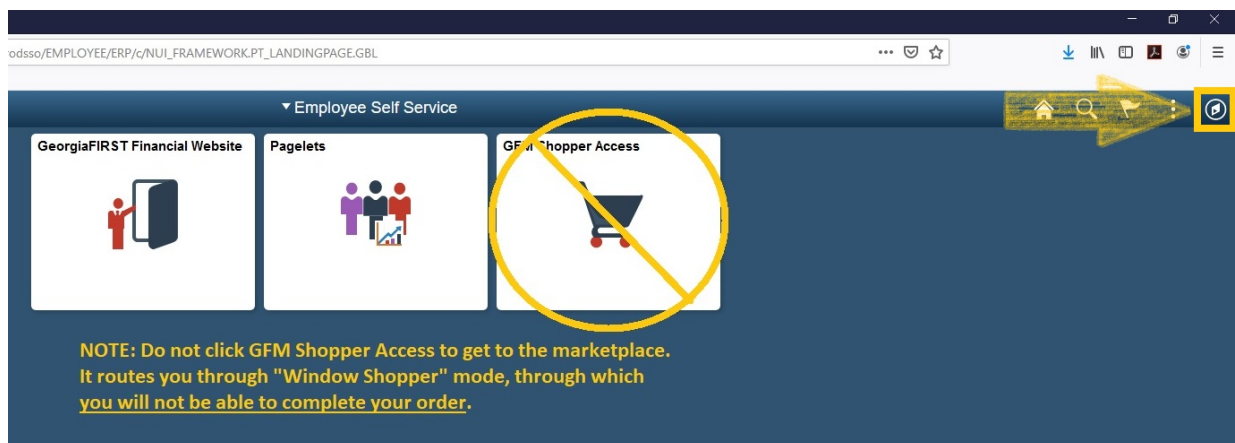 odsso/EMPLOYEE/ERP/c/NUI_FRAMEWORK.PT_LANDINGPAGE.GBL
Employee Self Service
GeorgiaFIRST Financial Website
Pagelets
GFM Shopper Access
NOTE: Do not click GFM Shopper Access to get to the marketplace.
It routes you through "Window Shopper" mode, through which
you will not be able to complete your order.